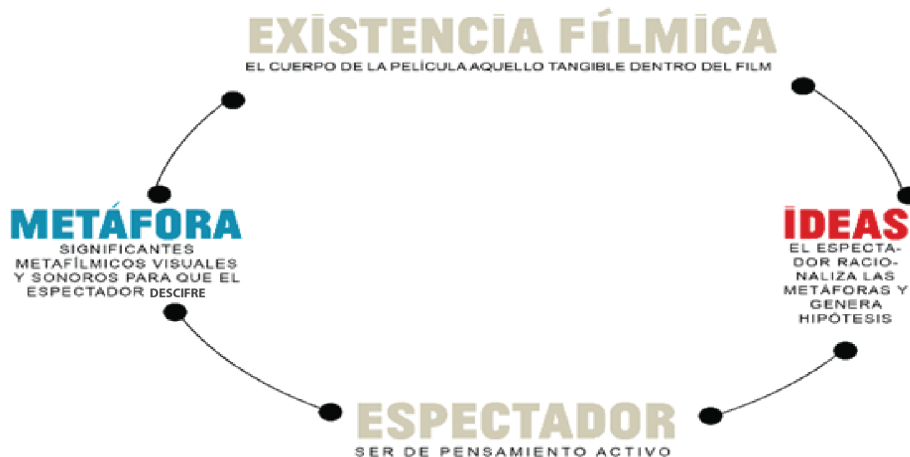 EXISTENCIA FÍLMICA
EL CUERPO DE LA PELÍCULA AQUELLO TANGIBLE DENTRO DEL FILM
METÁFORA
SIGNIFICANTES
METAFÍLMICOS VISUALES
Y SONOROS PARA QUE EL
ESPECTADOR DESCIFRE
IDEAS
EL ESPECTA-
DOR RACIO-
NALIZA LAS
METÁFORAS Y
GENERA
HIPÓTESIS
ESPECTADOR
SER DE PENSAMIENTO ACTIVO